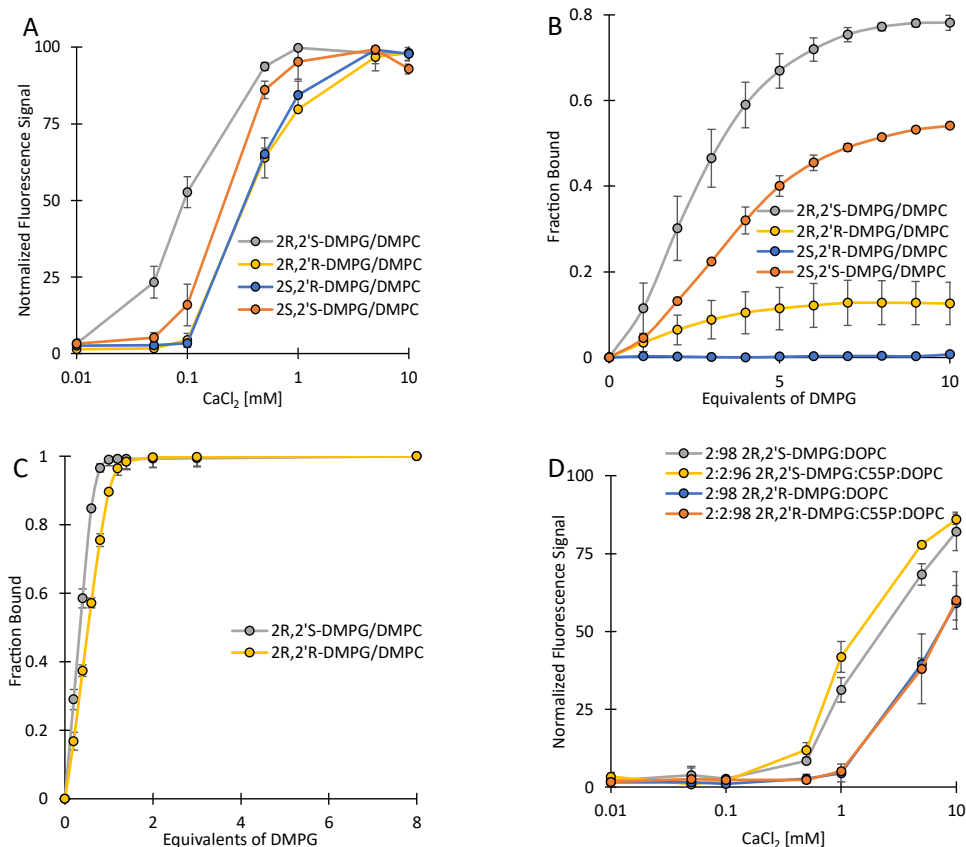 A
Notmalized Fluorescence Signal
100
75
50
25
0
0.01
0.1
1
10
CaCl₂ [mM]
2R,2'S-DMPG/DMPC
2R,2'R-DMPG/DMPC
2S,2'R-DMPG/DMPC
2S,2'S-DMPG/DMPC
B
Fraction Bound
0.8
0.6
0.4
0.2
0
0
5
10
Equivalents of DMPG
2R,2'S-DMPG/DMPC
2R,2'R-DMPG/DMPC
2S,2'R-DMPG/DMPC
2S,2'S-DMPG/DMPC
C
Fraction Bound
1
0.8
0.6
0.4
0.2
0
0
2
4
6
8
Equivalents of DMPG
2R,2'S-DMPG/DMPC
2R,2'R-DMPG/DMPC
D
2:98 2R,2'S-DMPG:DOPC
2:2:96 2R,2'S-DMPG:C55P:DOPC
2:98 2R,2'R-DMPG:DOPC
2:2:98 2R,2'R-DMPG:C55P:DOPC
Normalized Fluorescence Signal
100
75
50
25
0
0.01
0.1
1
10
CaCl₂ [mM]